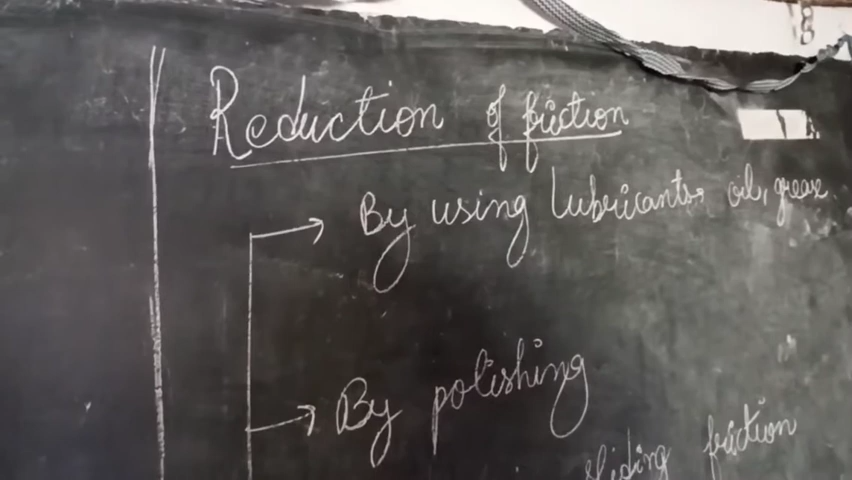 Reduction of friction
By using lubricants → oil, grease
By polishing
sliding friction